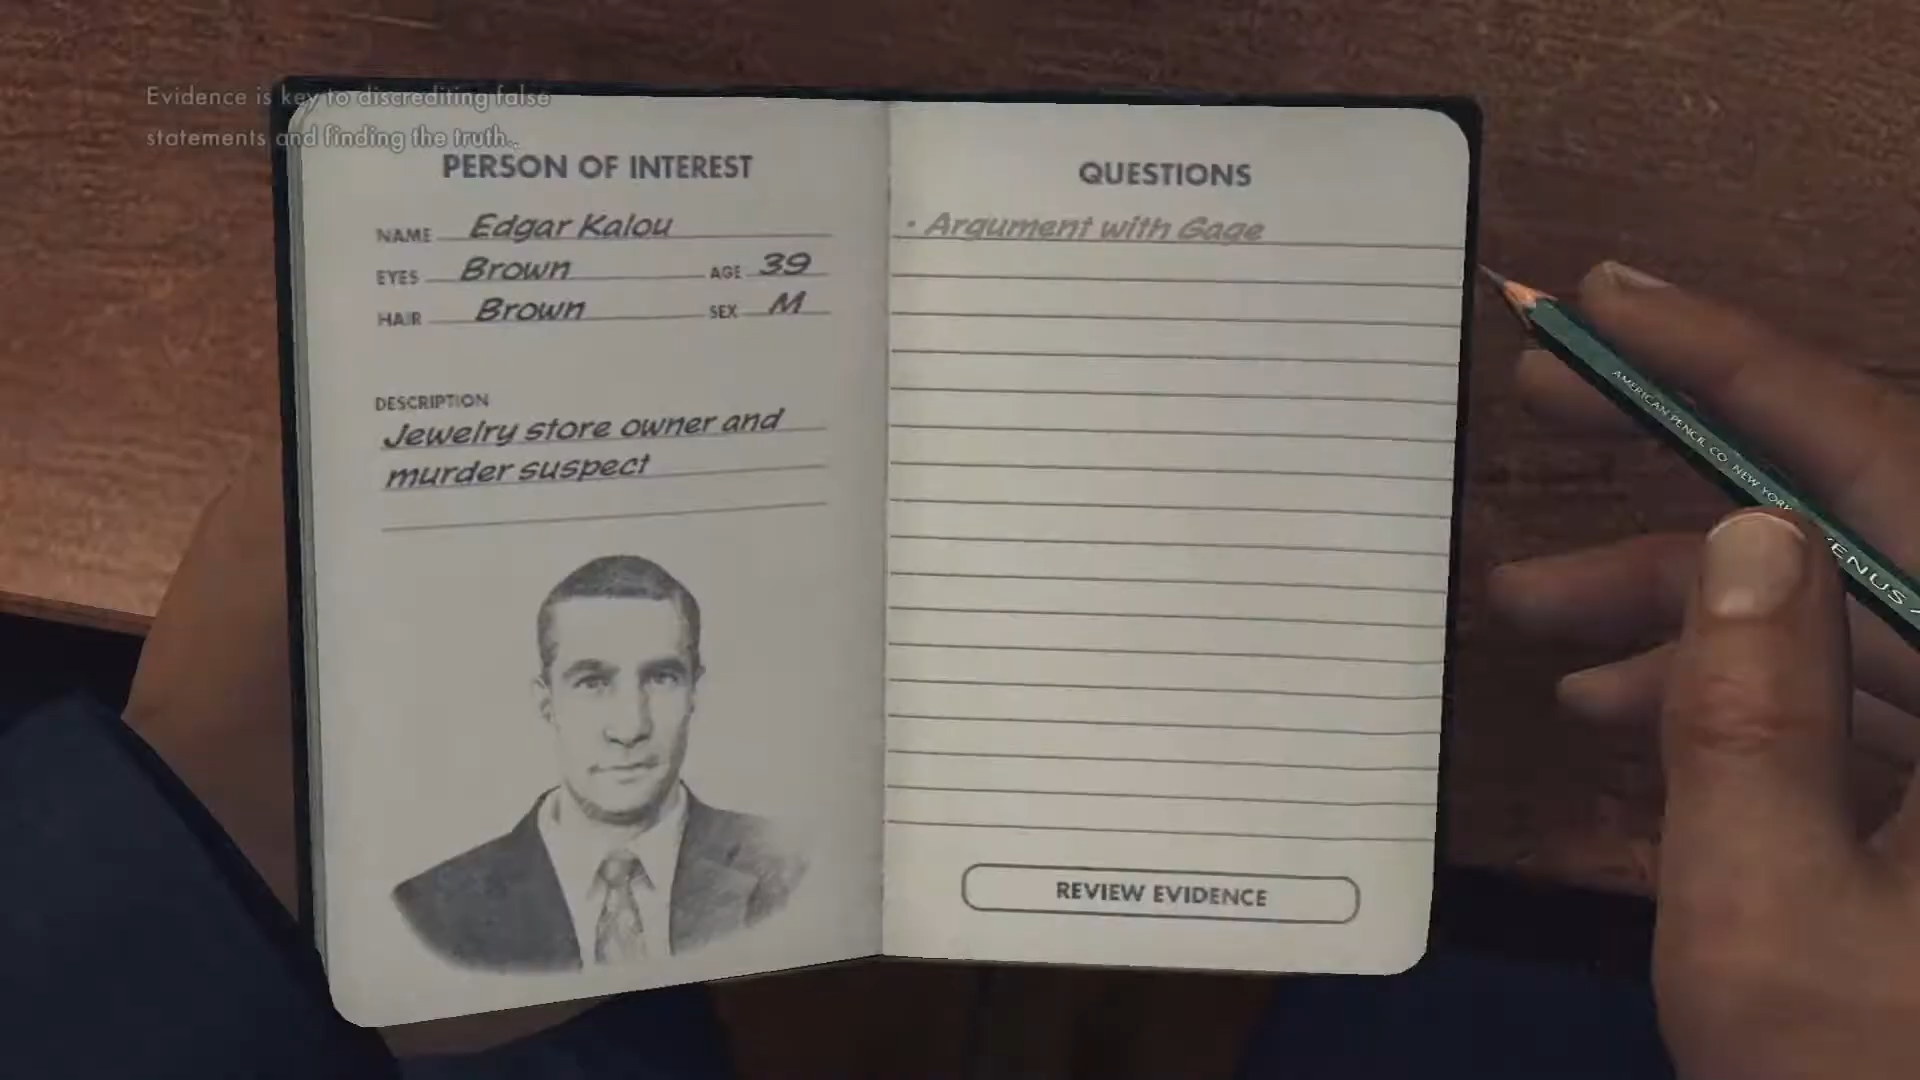 Evidence is key to discrediting false
statements and finding the truth.
PERSON OF INTEREST
NAME Edgar Kalou
EYES Brown AGE 39
HAIR Brown SEX M
DESCRIPTION
Jewelry store owner and
murder suspect
QUESTIONS
· Argument with Gage
REVIEW EVIDENCE
AMERICAN PENCIL CO. NEW YORK
VENUS